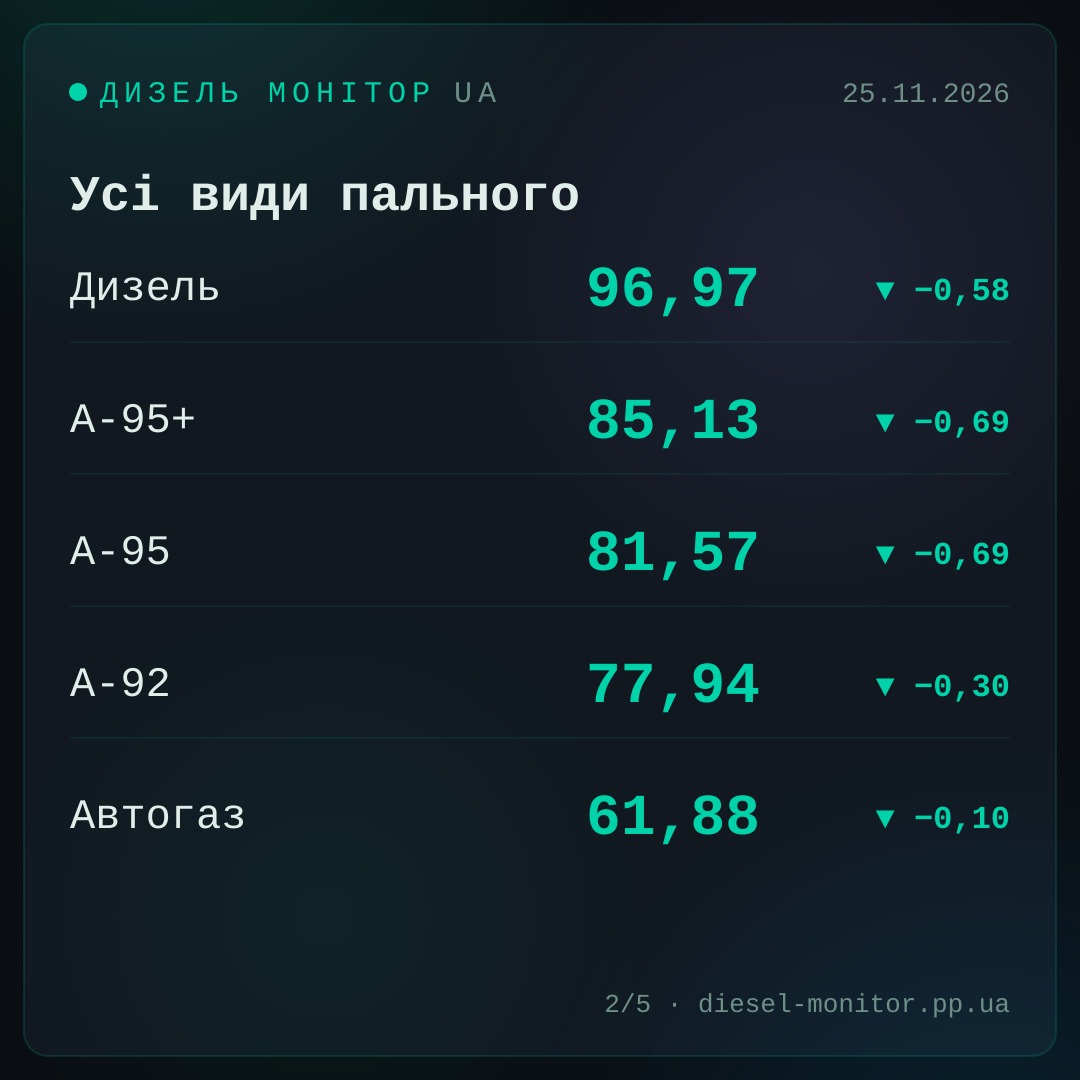 ДИЗЕЛЬ МОНІТОР UA 25.11.2026
Усі види пального
Дизель 96,97 ▼ −0,58
А-95+ 85,13 ▼ −0,69
А-95 81,57 ▼ −0,69
А-92 77,94 ▼ −0,30
Автогаз 61,88 ▼ −0,10
2/5 · diesel-monitor.pp.ua